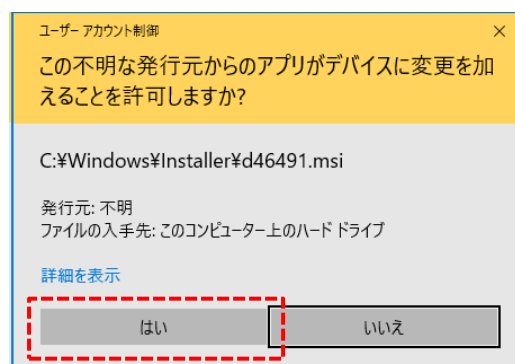 ユーザー アカウント制御
この不明な発行元からのアプリがデバイスに変更を加
えることを許可しますか?
C:¥Windows¥Installer¥d46491.msi
発行元: 不明
ファイルの入手先: このコンピューター上のハード ドライブ
詳細を表示
はい
いいえ